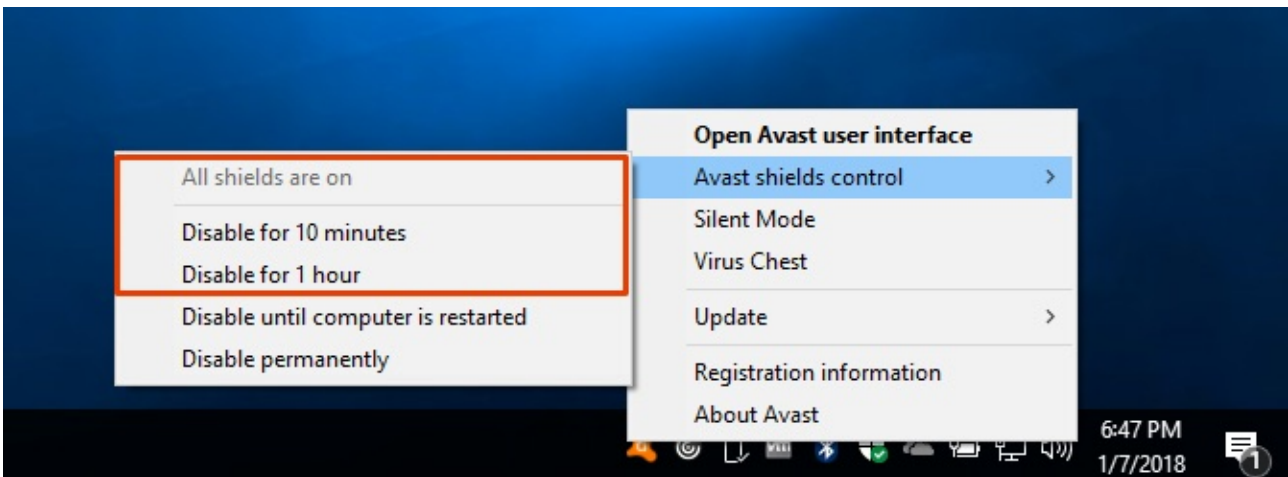 Open Avast user interface
All shields are on
Avast shields control
Disable for 10 minutes
Silent Mode
Disable for 1 hour
Virus Chest
Disable until computer is restarted
Update
Disable permanently
Registration information
About Avast
6:47 PM
1/7/2018
1